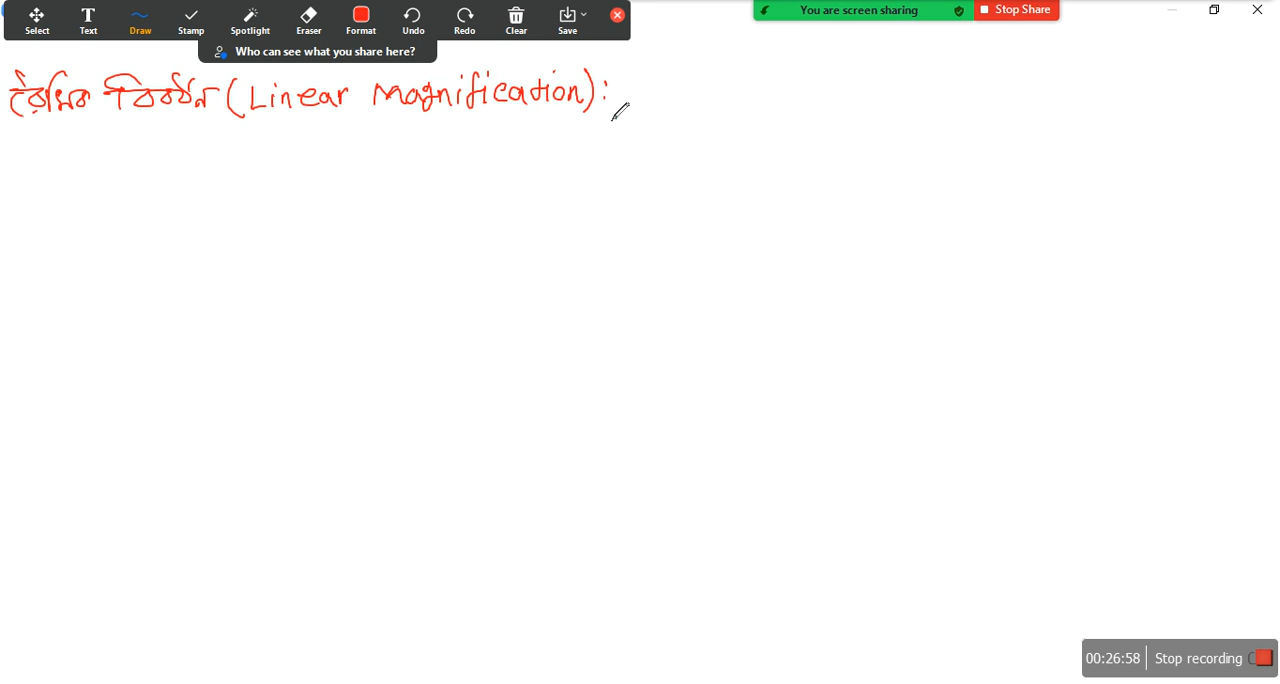 Select Text Draw Stamp Spotlight Eraser Format Undo Redo Clear Save
You are screen sharing Stop Share
Who can see what you share here?
রৈখিক বিবর্ধন (Linear Magnification):
00:26:58 Stop recording